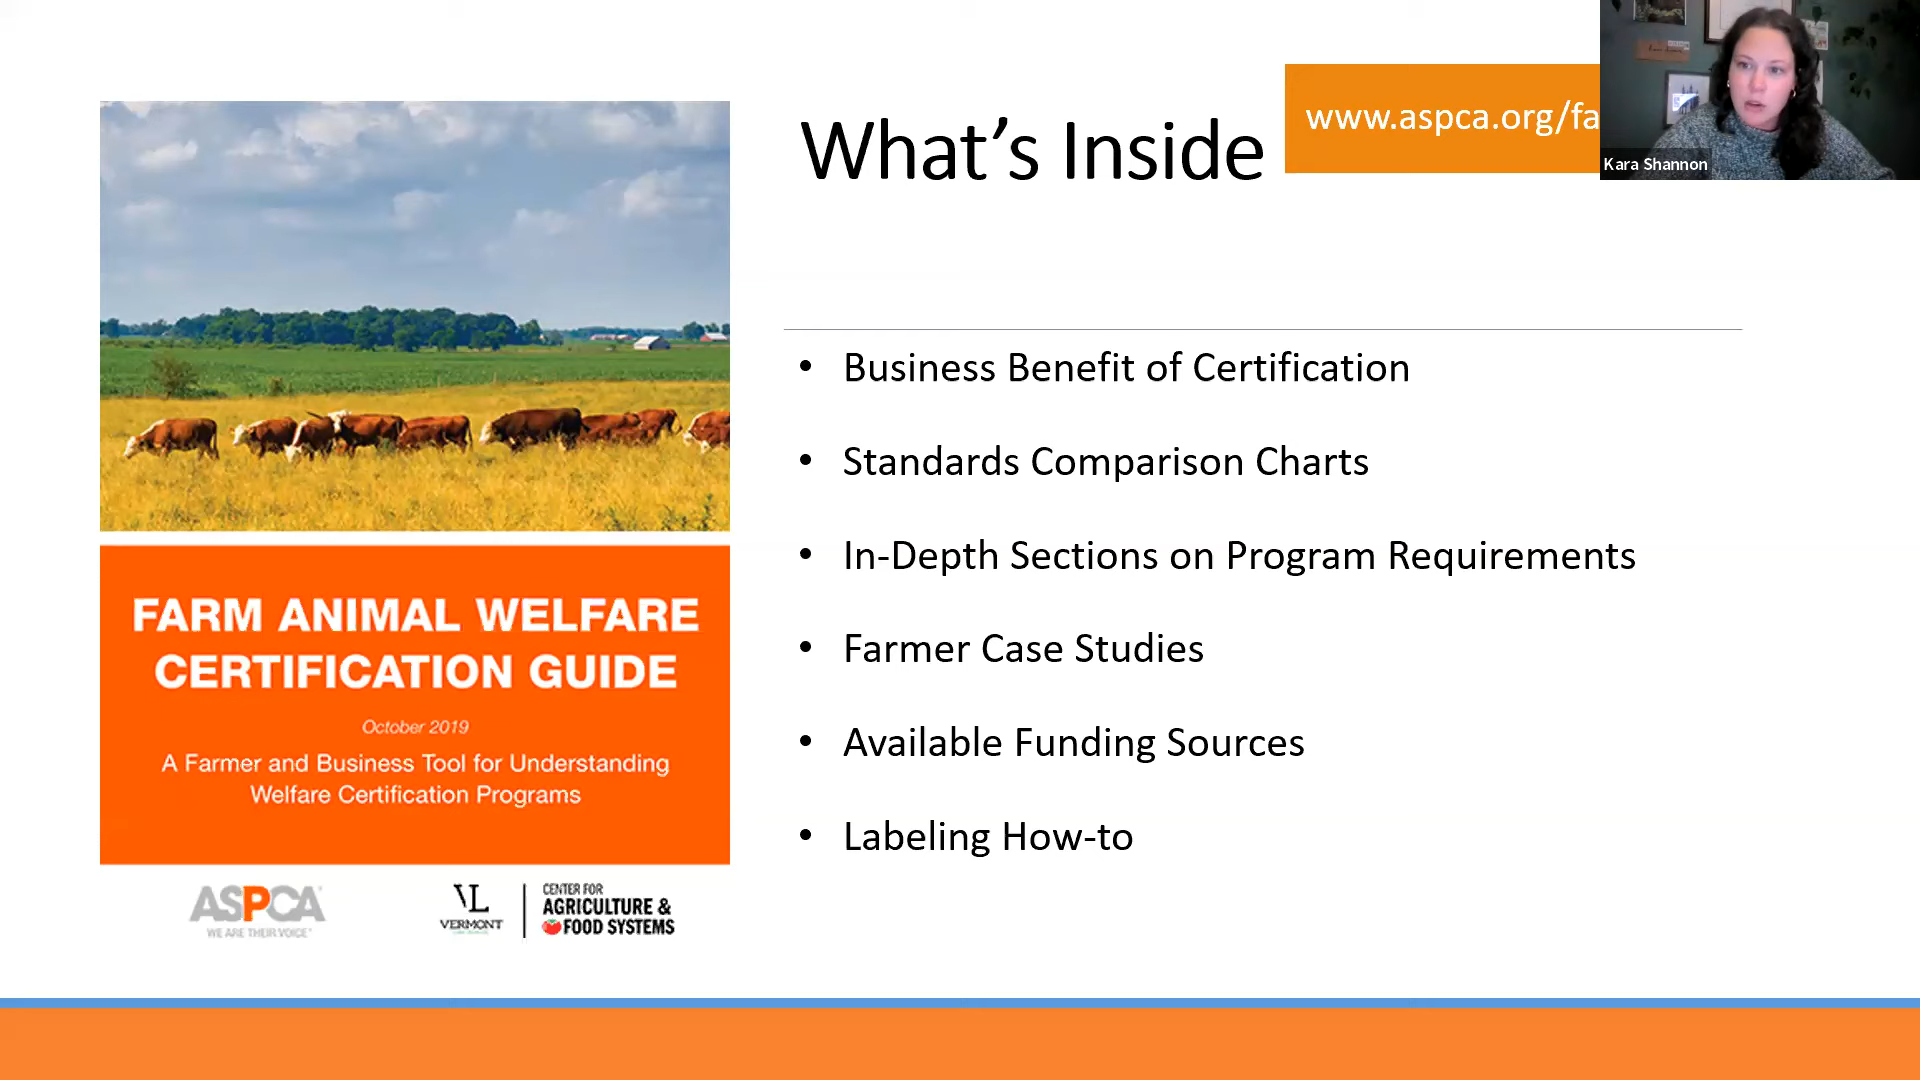 What’s Inside
www.aspca.org/fa
Kara Shannon
• Business Benefit of Certification
• Standards Comparison Charts
• In-Depth Sections on Program Requirements
• Farmer Case Studies
• Available Funding Sources
• Labeling How-to
FARM ANIMAL WELFARE
CERTIFICATION GUIDE
October 2019
A Farmer and Business Tool for Understanding
Welfare Certification Programs
ASPCA
WE ARE THEIR VOICE
VL
VERMONT
CENTER FOR
AGRICULTURE &
FOOD SYSTEMS